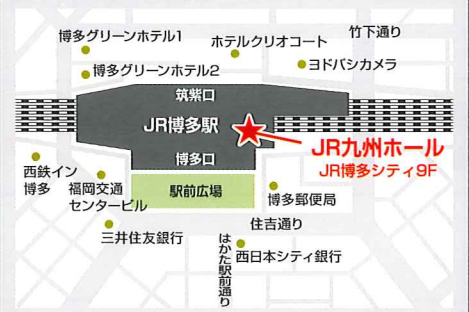 博多グリーンホテル1
ホテルクリオコート
竹下通り
博多グリーンホテル2
ヨドバシカメラ
筑紫口
JR博多駅
JR九州ホール
JR博多シティ9F
博多口
西鉄イン
博多
福岡交通
センタービル
駅前広場
博多郵便局
三井住友銀行
住吉通り
はかた駅前通り
西日本シティ銀行